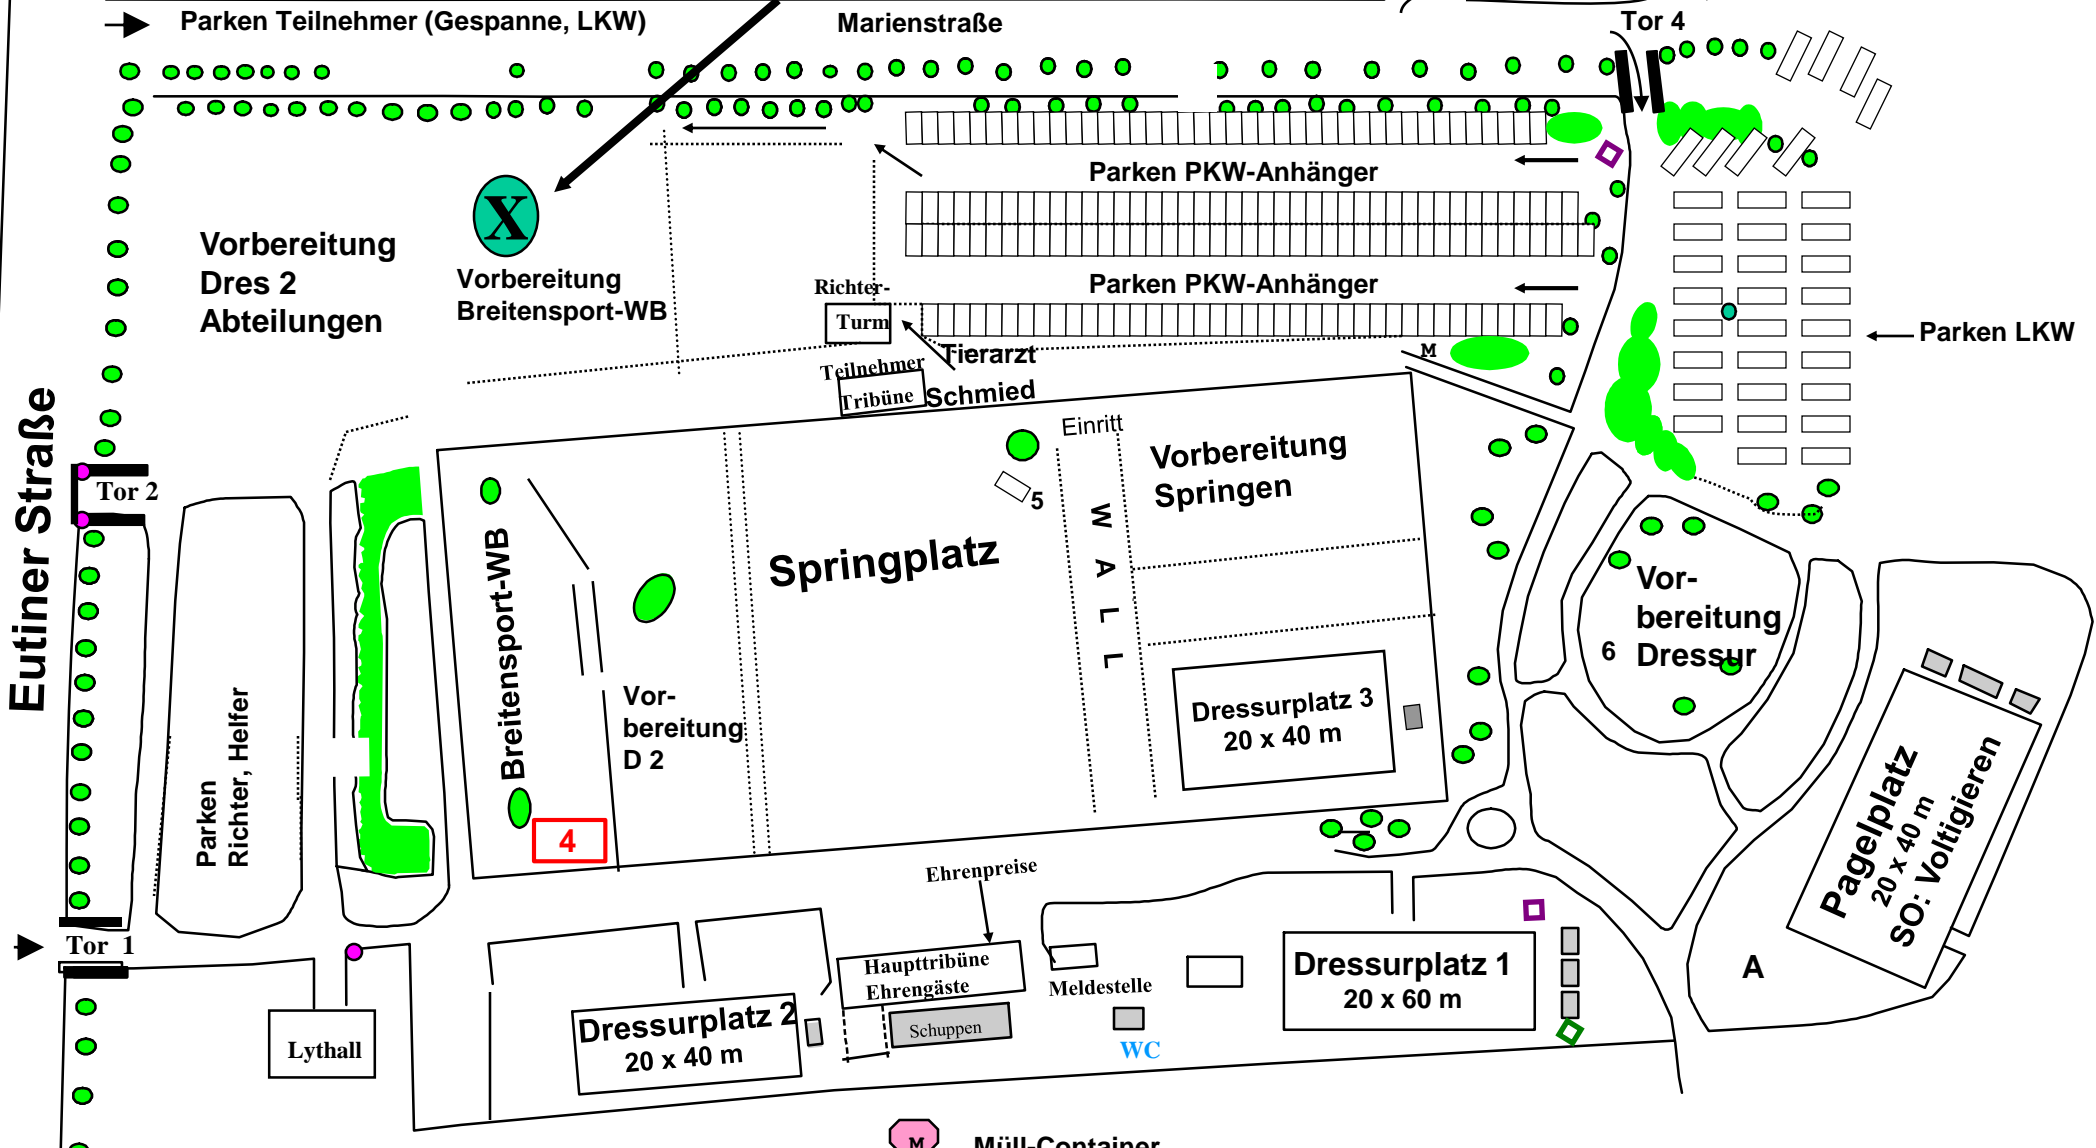 Parken Teilnehmer (Gespanne, LKW)
Marienstraße
Tor 4
Parken PKW-Anhänger
X
Vorbereitung
Dres 2
Abteilungen
Vorbereitung
Breitensport-WB
Parken PKW-Anhänger
Richter-
Turm
Parken LKW
M
Tierarzt
Teilnehmer
Tribüne
Schmied
Eutiner Straße
Einritt
Vorbereitung
Springen
Tor 2
5
WALL
Springplatz
Breitensport-WB
Vor-
bereitung
Dressur
6
Vor-
bereitung
D 2
Dressurplatz 3
20 x 40 m
Parken
Richter, Helfer
Pagelplatz
20 x 40 m
SO: Voltigieren
4
Ehrenpreise
Tor 1
Haupttribüne
Ehrengäste
Meldestelle
Dressurplatz 1
20 x 60 m
A
Lythall
Dressurplatz 2
20 x 40 m
Schuppen
WC
M
Müll-Container